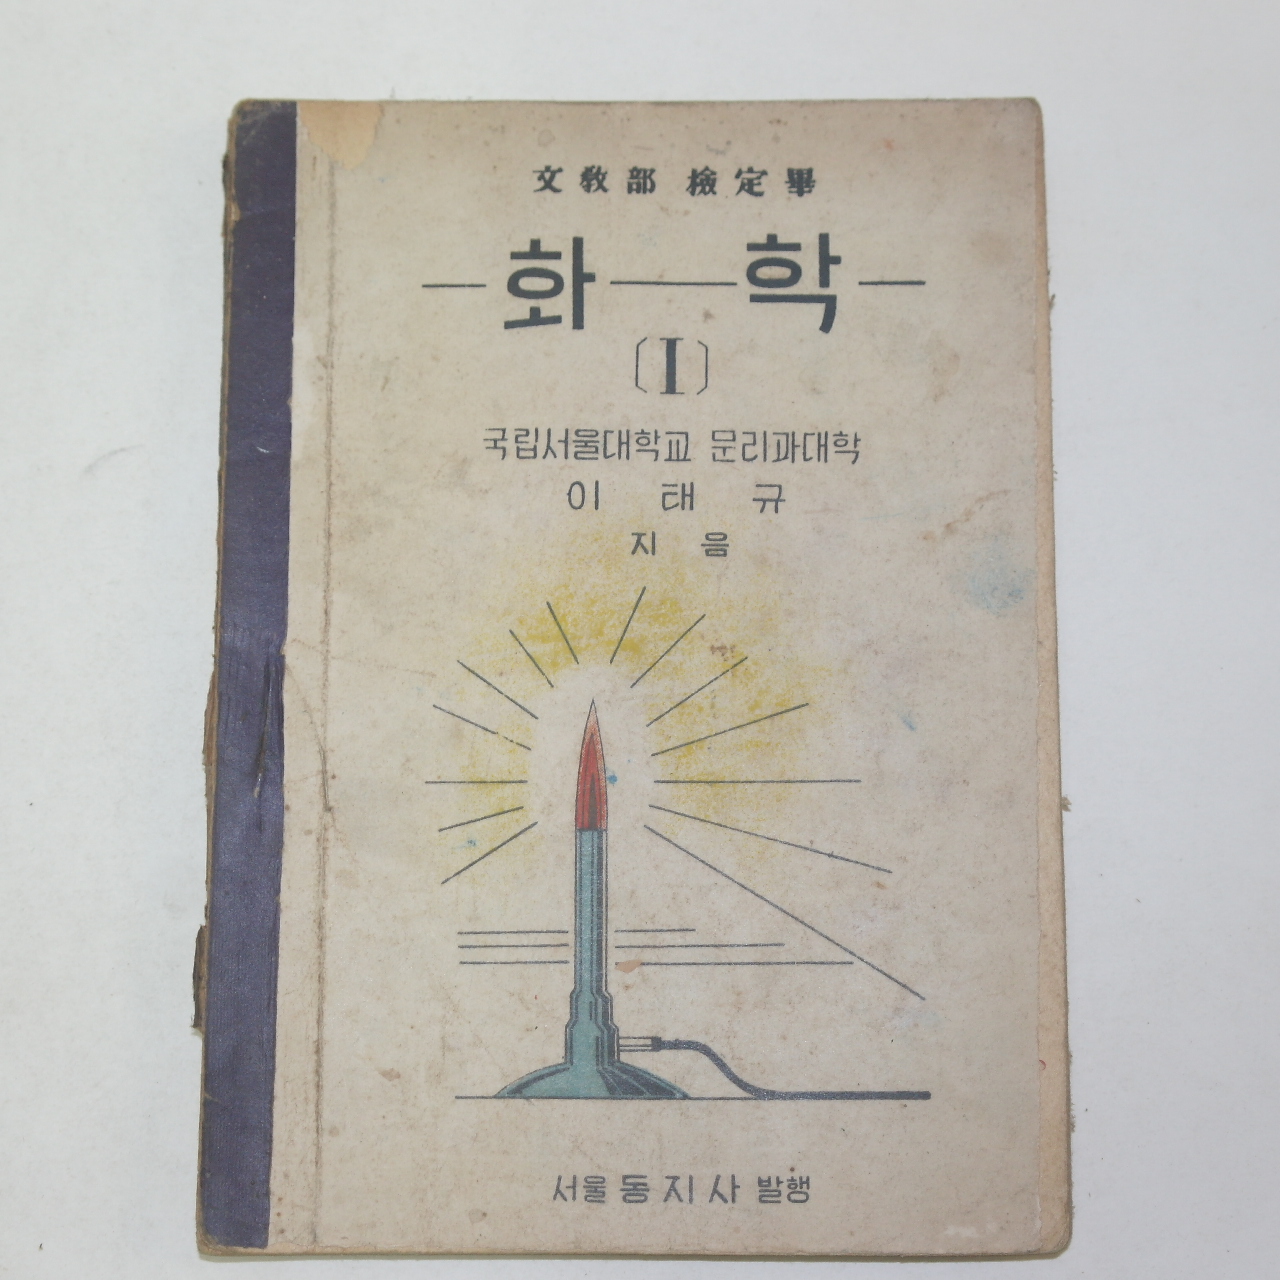 文敎部 檢定畢
화학
〔I〕
국립서울대학교 문리과대학
이태규
지음
서울 동지사 발행